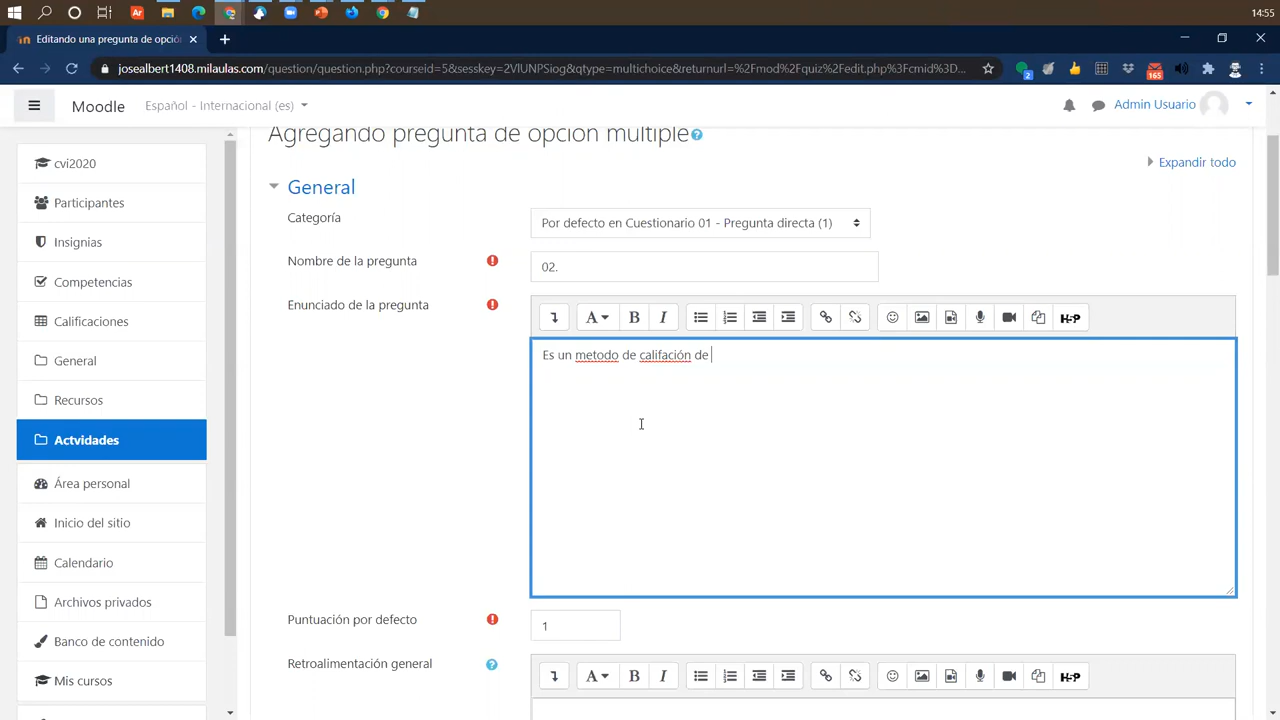 14:55
Editando una pregunta de opció
josealbert1408.milaulas.com/question/question.php?courseid=5&sesskey=2VlUNPSiog&qtype=multichoice&returnurl=%2Fmod%2Fquiz%2Fedit.php%3Fcmid%3D...
2
165
Moodle
Español - Internacional (es)
Admin Usuario
Agregando pregunta de opción múltiple
Expandir todo
cvi2020
Participantes
Insignias
Competencias
Calificaciones
General
Recursos
Actvidades
Área personal
Inicio del sitio
Calendario
Archivos privados
Banco de contenido
Mis cursos
General
Categoría
Por defecto en Cuestionario 01 - Pregunta directa (1)
Nombre de la pregunta
02.
Enunciado de la pregunta
A B I
H-P
Es un metodo de califación de
Puntuación por defecto
1
Retroalimentación general
A B I
H-P